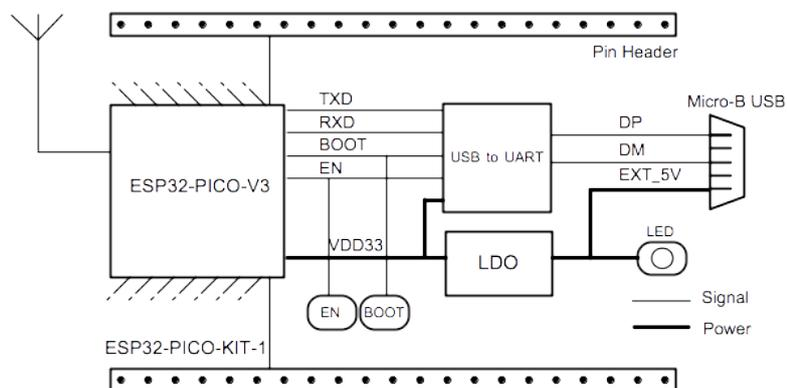 Pin Header
Micro-B USB
TXD
RXD
BOOT
EN
DP
DM
EXT_5V
USB to UART
ESP32-PICO-V3
VDD33
LED
LDO
EN
BOOT
Signal
Power
ESP32-PICO-KIT-1